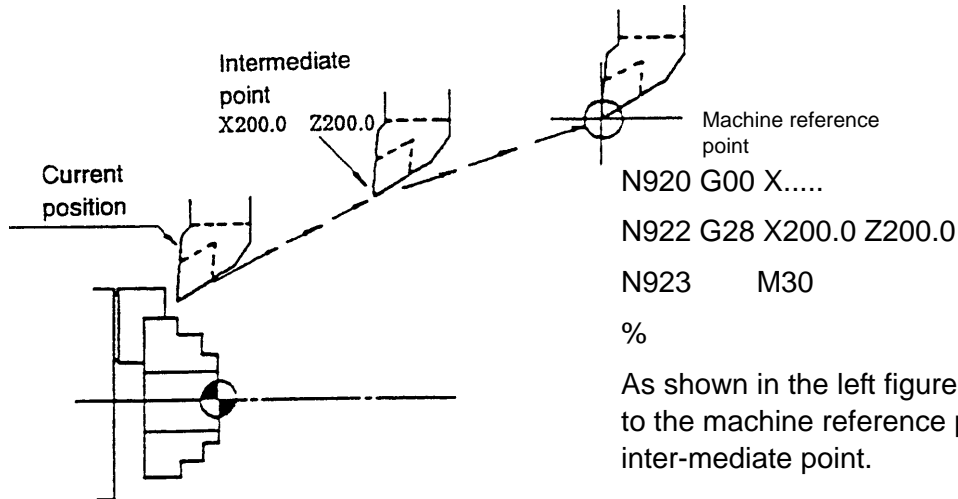 Intermediate
point
X200.0 Z200.0
Current
position
Machine reference
point
N920 G00 X.....
N922 G28 X200.0 Z200.0
N923 M30
%
As shown in the left figure
to the machine reference
inter-mediate point.